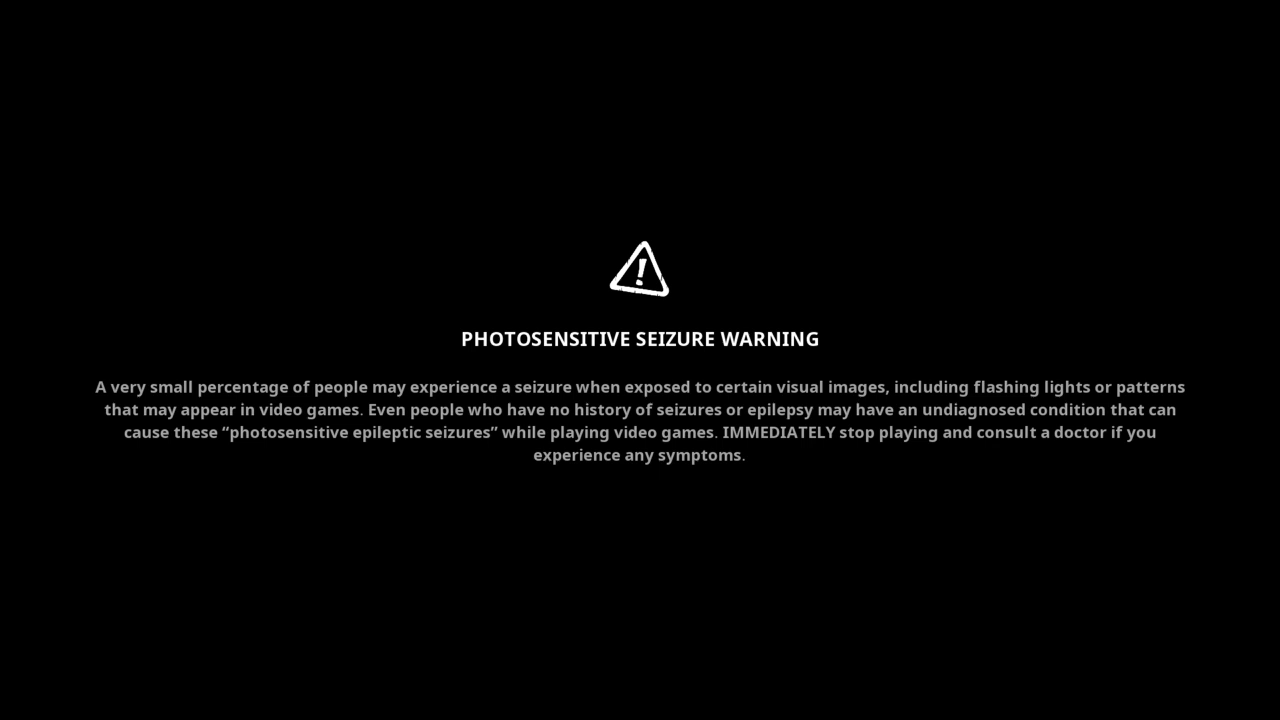 PHOTOSENSITIVE SEIZURE WARNING
A very small percentage of people may experience a seizure when exposed to certain visual images, including flashing lights or patterns
that may appear in video games. Even people who have no history of seizures or epilepsy may have an undiagnosed condition that can
cause these “photosensitive epileptic seizures” while playing video games. IMMEDIATELY stop playing and consult a doctor if you
experience any symptoms.